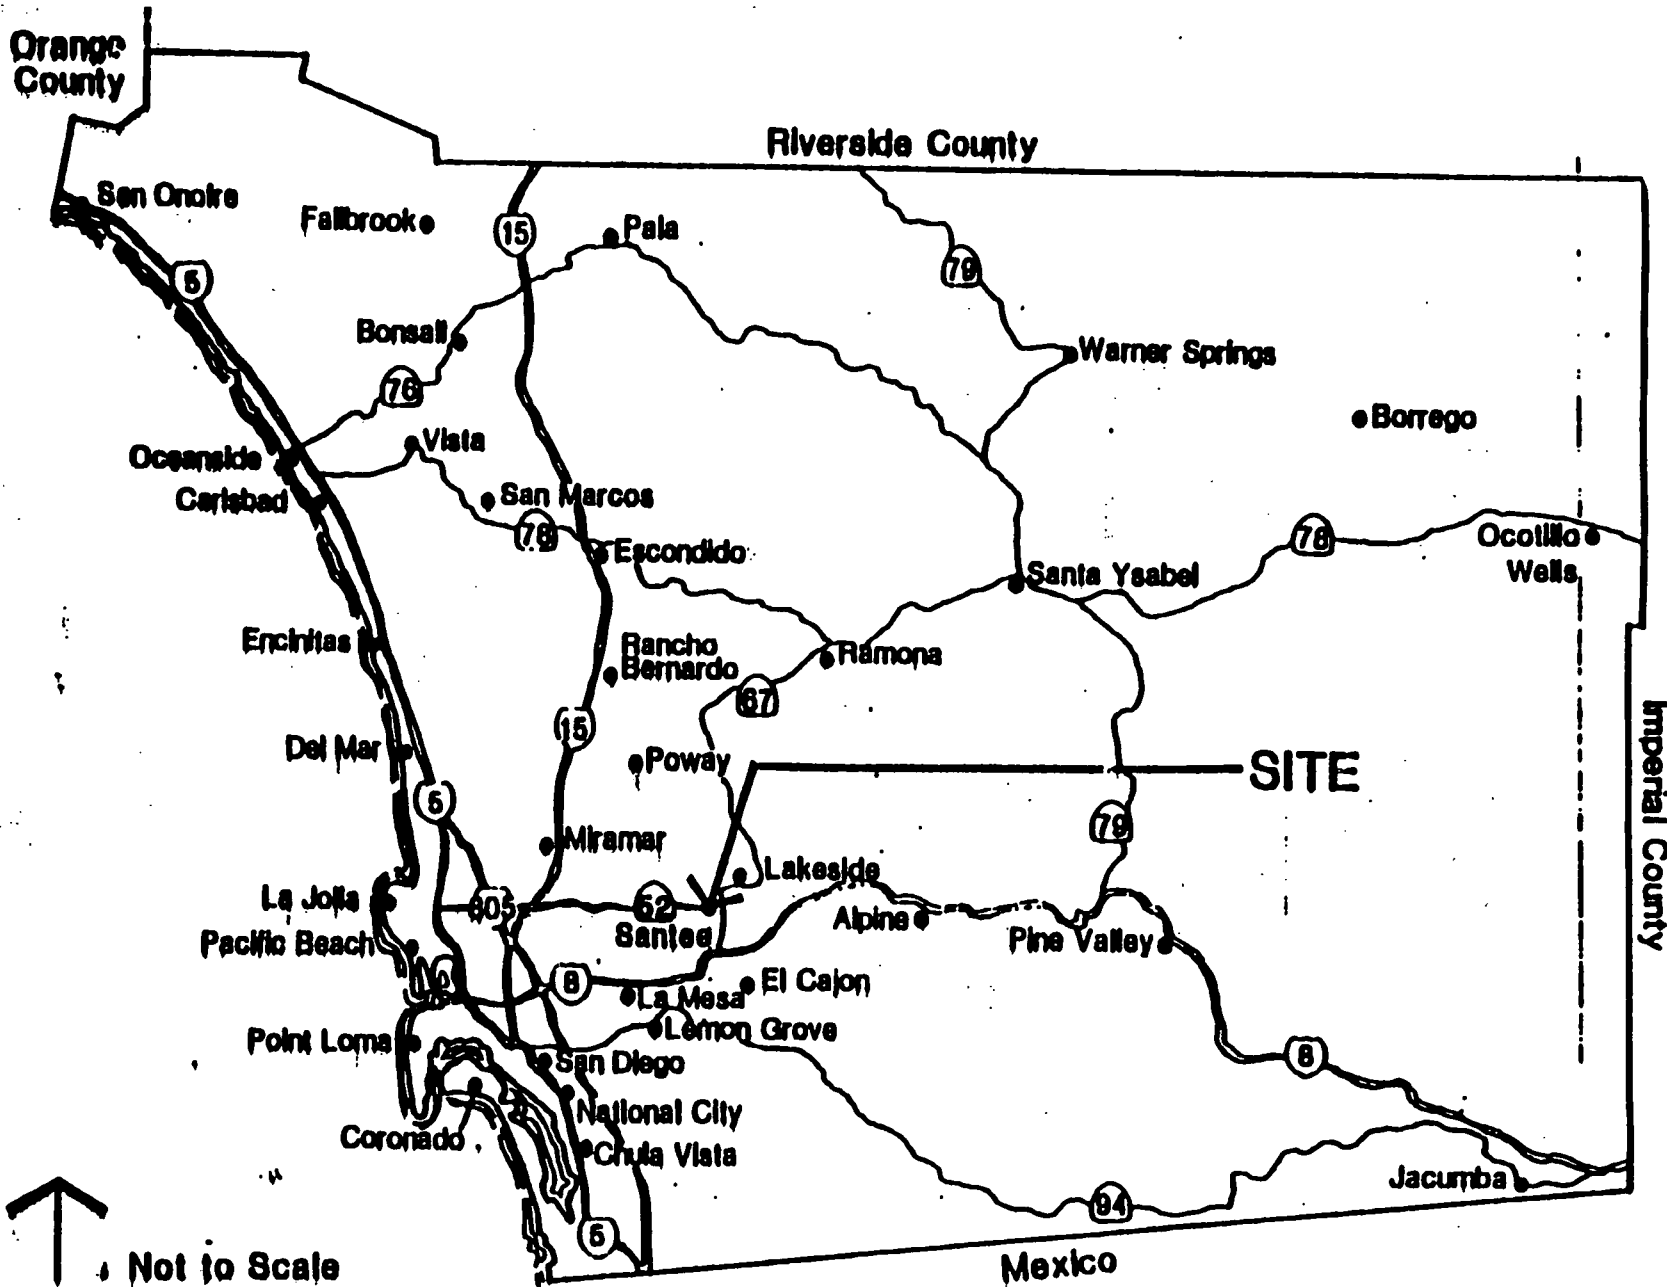 Orange
County
Riverside County
San Onofre
Fallbrook
15
Pala
79
5
Bonsall
Warner Springs
76
Borrego
Vista
Oceanside
Carlsbad
San Marcos
78
78
Ocotillo
Wells
Escondido
Santa Ysabel
Encinitas
Rancho
Bernardo
Ramona
67
Imperial County
15
Del Mar
Poway
SITE
5
79
Miramar
Lakeside
La Jolla
805
52
Alpine
Santee
Pine Valley
Pacific Beach
8
El Cajon
La Mesa
Lemon Grove
Point Loma
San Diego
8
National City
Coronado
Chula Vista
Jacumba
94
5
Not to Scale
Mexico